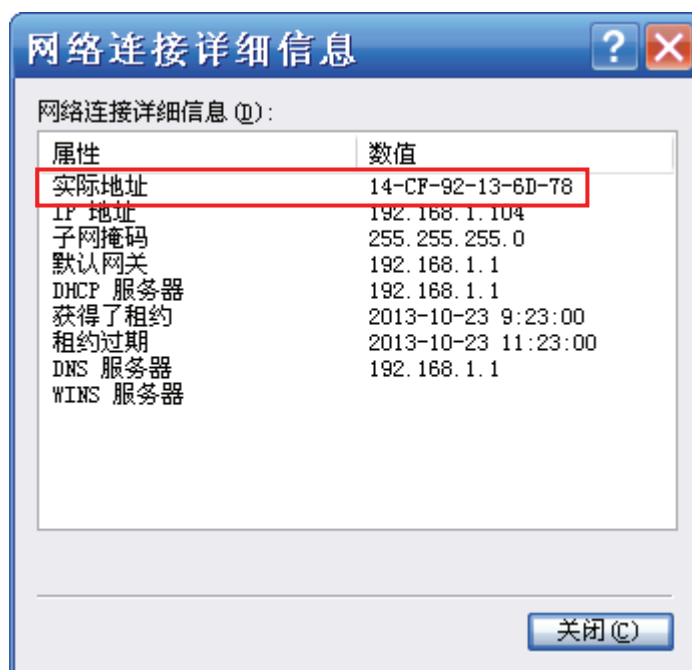 网络连接详细信息
网络连接详细信息(D):
属性 数值
实际地址 14-CF-92-13-6D-78
IP 地址 192.168.1.104
子网掩码 255.255.255.0
默认网关 192.168.1.1
DHCP 服务器 192.168.1.1
获得了租约 2013-10-23 9:23:00
租约过期 2013-10-23 11:23:00
DNS 服务器 192.168.1.1
WINS 服务器
关闭(C)